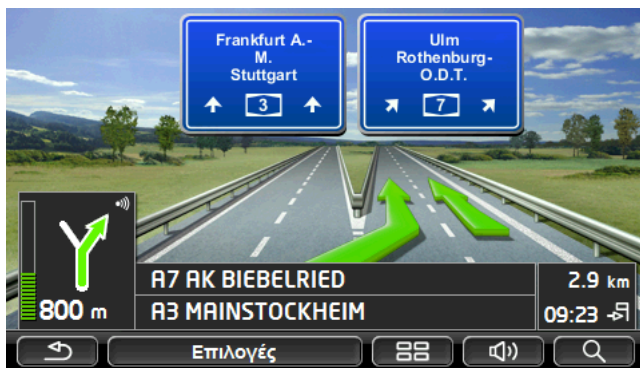 Frankfurt A.-
M.
Stuttgart
3
Ulm
Rothenburg-
O.D.T.
7
800 m
A7 AK BIEBELRIED
2.9 km
A3 MAINSTOCKHEIM
09:23
Επιλογές